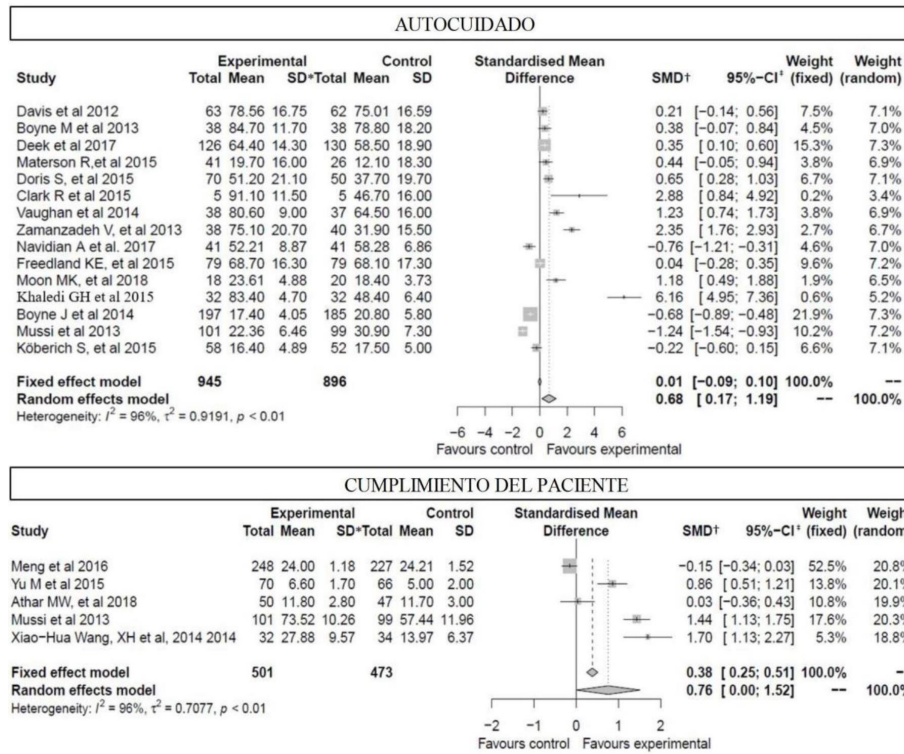 AUTOCUIDADO
Experimental Control Standardised Mean Weight Weight
Study Total Mean SD*Total Mean SD Difference SMD† 95%-CI‡ (fixed) (random)
Davis et al 2012 63 78.56 16.75 62 75.01 16.59 0.21 [-0.14; 0.56] 7.5% 7.1%
Boyne M et al 2013 38 84.70 11.70 38 78.80 18.20 0.38 [-0.07; 0.84] 4.5% 7.0%
Deek et al 2017 126 64.40 14.30 130 58.50 18.90 0.35 [0.10; 0.60] 15.3% 7.3%
Materson R,et al 2015 41 19.70 16.00 26 12.10 18.30 0.44 [-0.05; 0.94] 3.8% 6.9%
Doris S, et al 2015 70 51.20 21.10 50 37.70 19.70 0.65 [0.28; 1.03] 6.7% 7.1%
Clark R et al 2015 5 91.10 11.50 5 46.70 16.00 2.88 [0.84; 4.92] 0.2% 3.4%
Vaughan et al 2014 38 80.60 9.00 37 64.50 16.00 1.23 [0.74; 1.73] 3.8% 6.9%
Zamanzadeh V, et al 2013 38 75.10 20.70 40 31.90 15.50 2.35 [1.76; 2.93] 2.7% 6.7%
Navidian A et al. 2017 41 52.21 8.87 41 58.28 6.86 -0.76 [-1.21; -0.31] 4.6% 7.0%
Freedland KE, et al 2015 79 68.70 16.30 79 68.10 17.30 0.04 [-0.28; 0.35] 9.6% 7.2%
Moon MK, et al 2018 18 23.61 4.88 20 18.40 3.73 1.18 [0.49; 1.88] 1.9% 6.5%
Khaledi GH et al 2015 32 83.40 4.70 32 48.40 6.40 6.16 [4.95; 7.36] 0.6% 5.2%
Boyne J et al 2014 197 17.40 4.05 185 20.80 5.80 -0.68 [-0.89; -0.48] 21.9% 7.3%
Mussi et al 2013 101 22.36 6.46 99 30.90 7.30 -1.24 [-1.54; -0.93] 10.2% 7.2%
Köberich S, et al 2015 58 16.40 4.89 52 17.50 5.00 -0.22 [-0.60; 0.15] 6.6% 7.1%
Fixed effect model 945 896 0.01 [-0.09; 0.10] 100.0% --
Random effects model 0.68 [0.17; 1.19] -- 100.0%
Heterogeneity: I² = 96%, τ² = 0.9191, p < 0.01
-6 -4 -2 0 2 4 6
Favours control Favours experimental
CUMPLIMIENTO DEL PACIENTE
Experimental Control Standardised Mean Weight Weigh
Study Total Mean SD*Total Mean SD Difference SMD† 95%-CI‡ (fixed) (random
Meng et al 2016 248 24.00 1.18 227 24.21 1.52 -0.15 [-0.34; 0.03] 52.5% 20.8%
Yu M et al 2015 70 6.60 1.70 66 5.00 2.00 0.86 [0.51; 1.21] 13.8% 20.1%
Athar MW, et al 2018 50 11.80 2.80 47 11.70 3.00 0.03 [-0.36; 0.43] 10.8% 19.9%
Mussi et al 2013 101 73.52 10.26 99 57.44 11.96 1.44 [1.13; 1.75] 17.6% 20.3%
Xiao-Hua Wang, XH et al, 2014 2014 32 27.88 9.57 34 13.97 6.37 1.70 [1.13; 2.27] 5.3% 18.8%
Fixed effect model 501 473 0.38 [0.25; 0.51] 100.0% -
Random effects model 0.76 [0.00; 1.52] -- 100.0%
Heterogeneity: I² = 96%, τ² = 0.7077, p < 0.01
-2 -1 0 1 2
Favours control Favours experimental